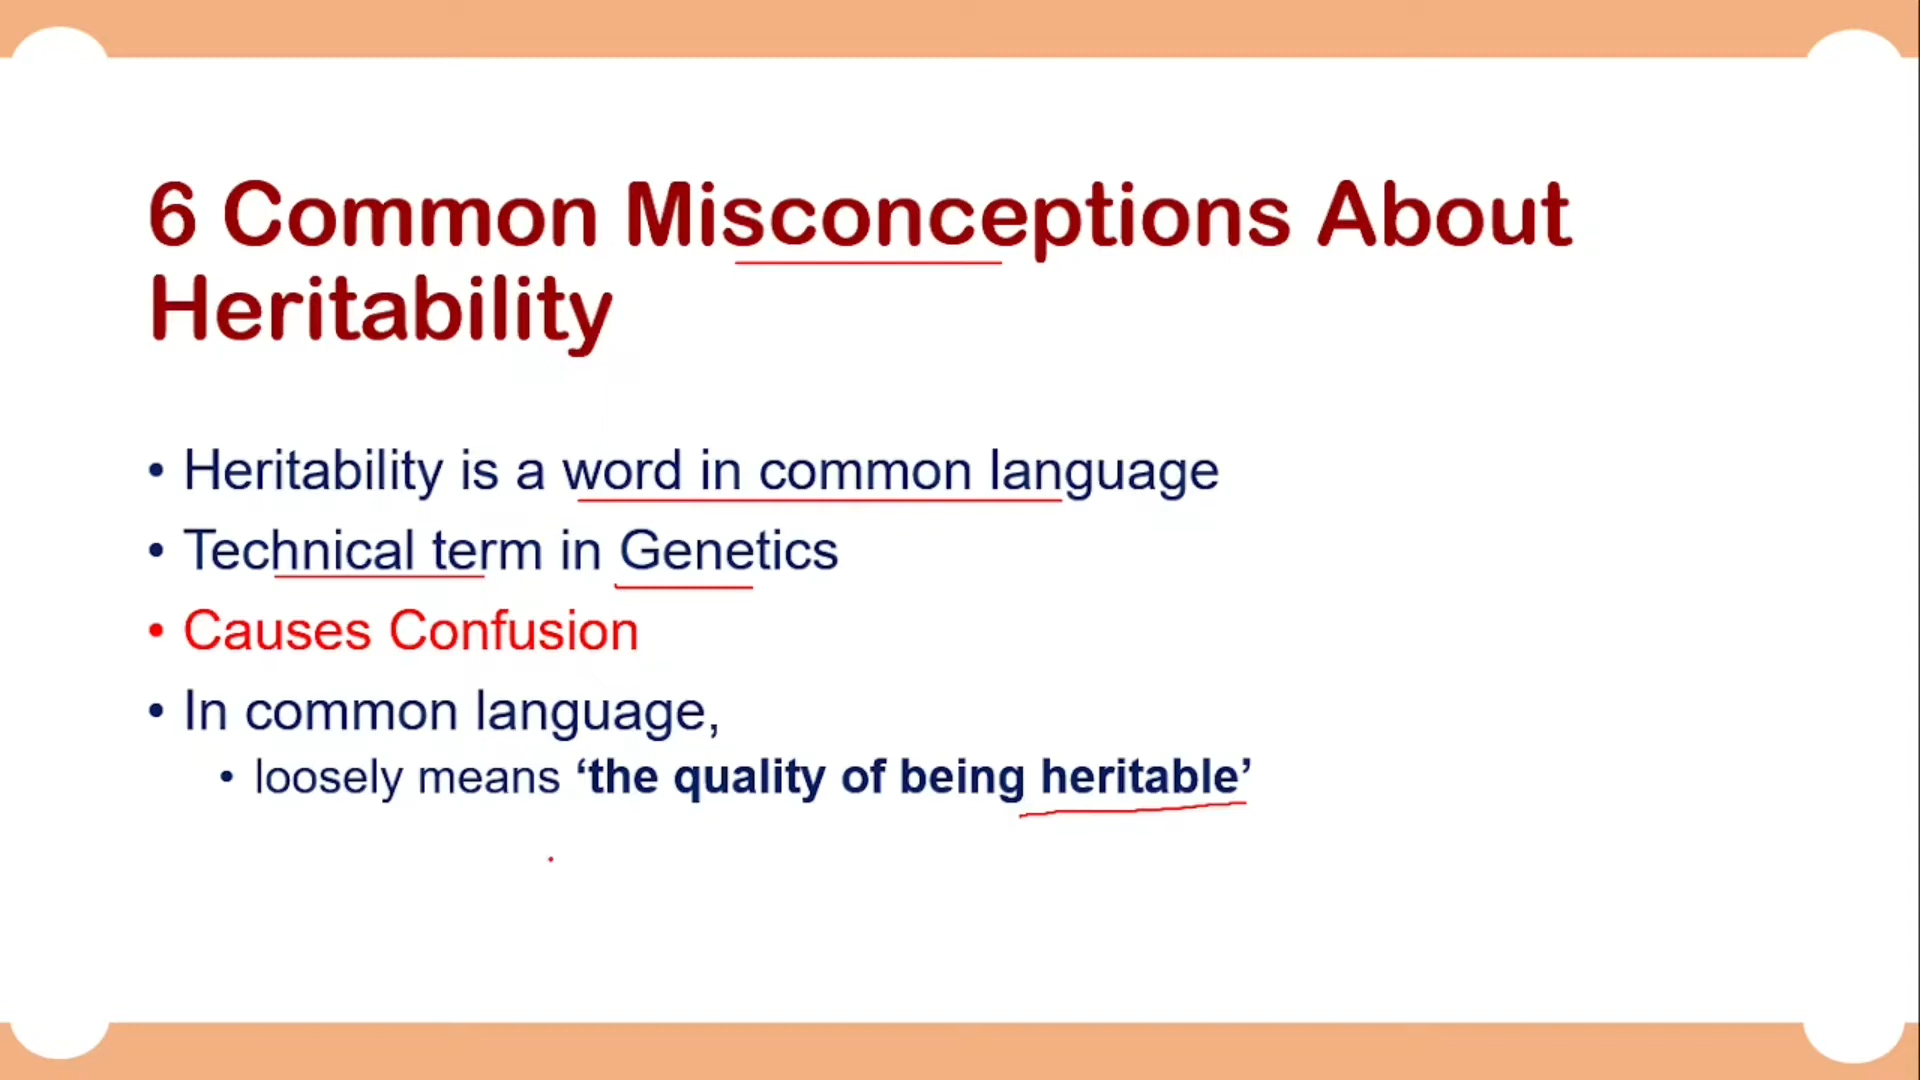 6 Common Misconceptions About
Heritability
• Heritability is a word in common language
• Technical term in Genetics
• Causes Confusion
• In common language,
• loosely means ‘the quality of being heritable’